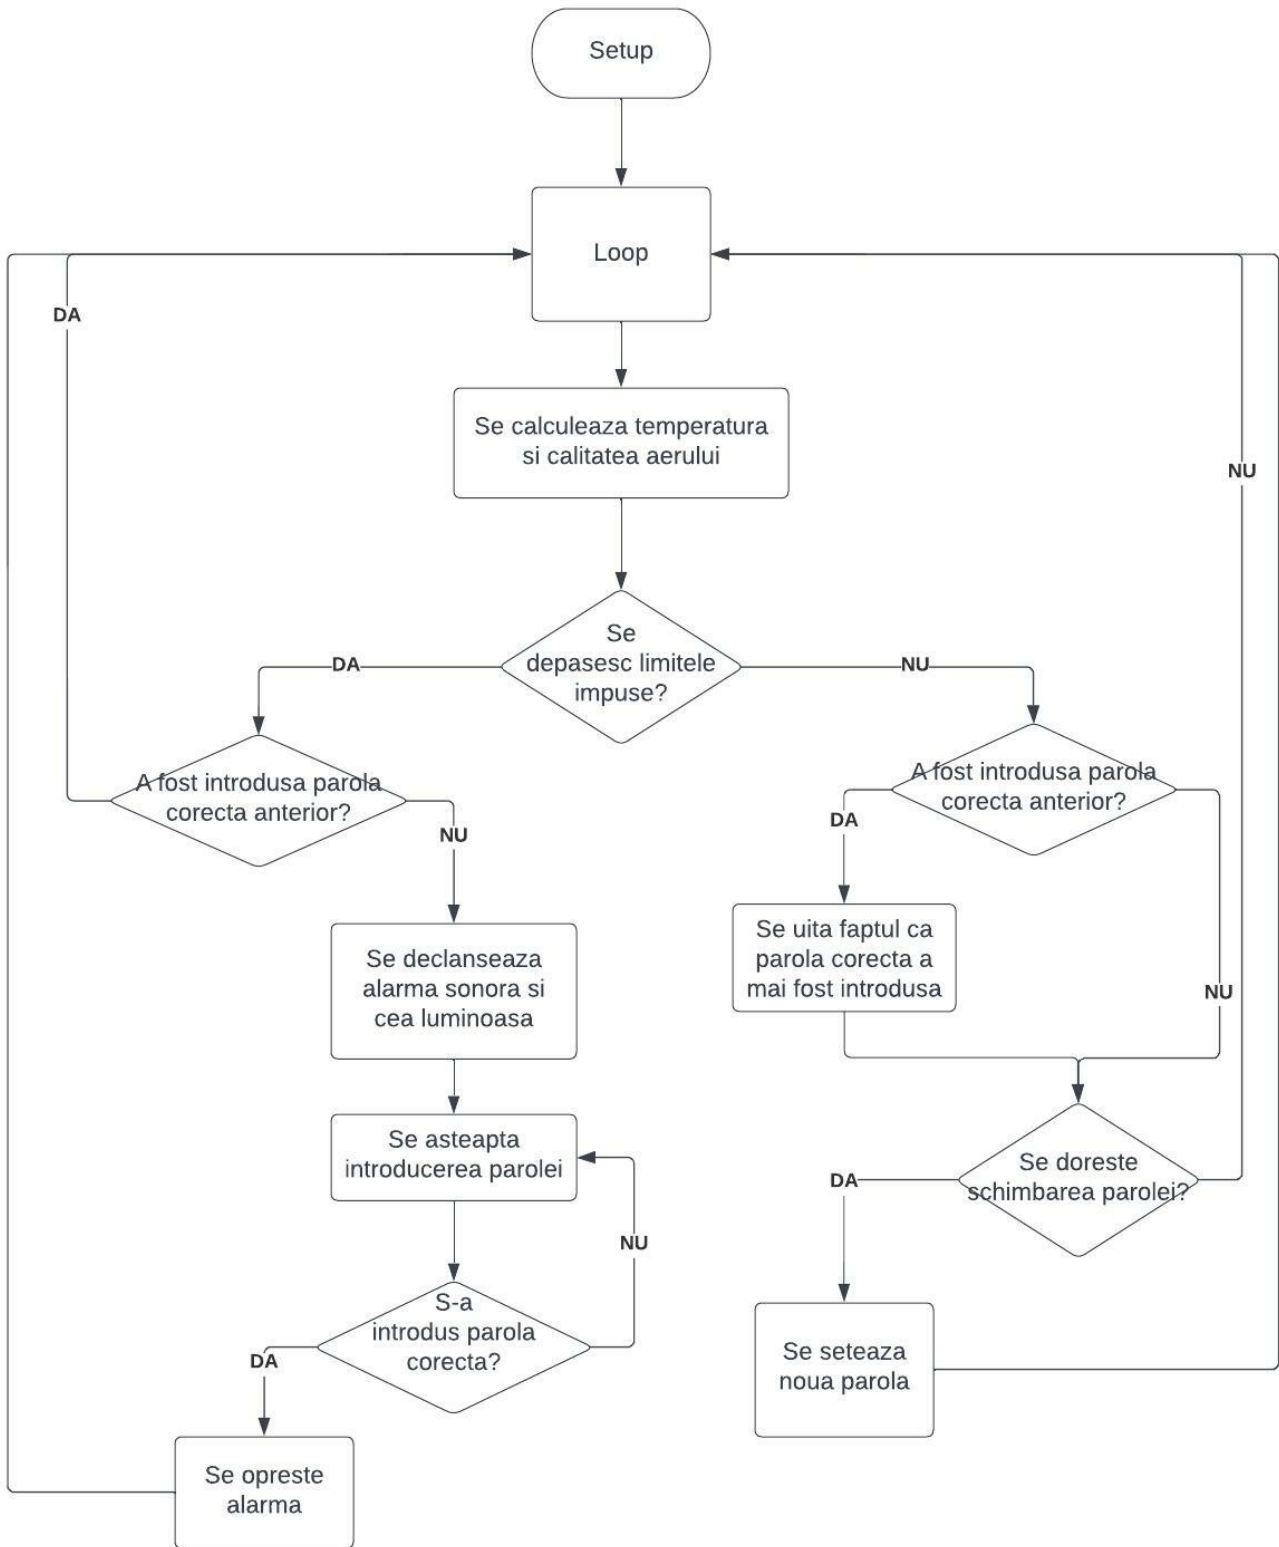 Setup
Loop
DA
Se calculeaza temperatura
si calitatea aerului
NU
Se
depasesc limitele
impuse?
DA
NU
A fost introdusa parola
corecta anterior?
NU
A fost introdusa parola
corecta anterior?
DA
Se declanseaza
alarma sonora si
cea luminoasa
Se uita faptul ca
parola corecta a
mai fost introdusa
NU
Se asteapta
introducerea parolei
Se doreste
schimbarea parolei?
DA
NU
S-a
introdus parola
corecta?
DA
Se seteaza
noua parola
Se opreste
alarma